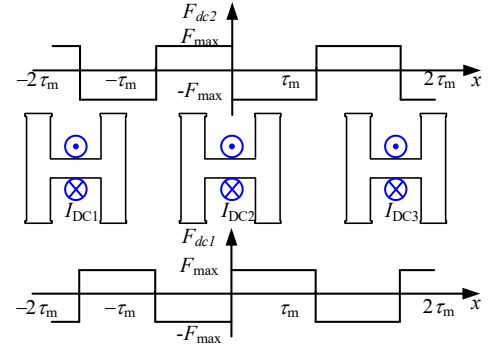 F_dc2
F_max
−2τ_m −τ_m τ_m 2τ_m x
-F_max
I_DC1 I_DC2 I_DC3
F_dc1
F_max
−2τ_m −τ_m τ_m 2τ_m x
-F_max